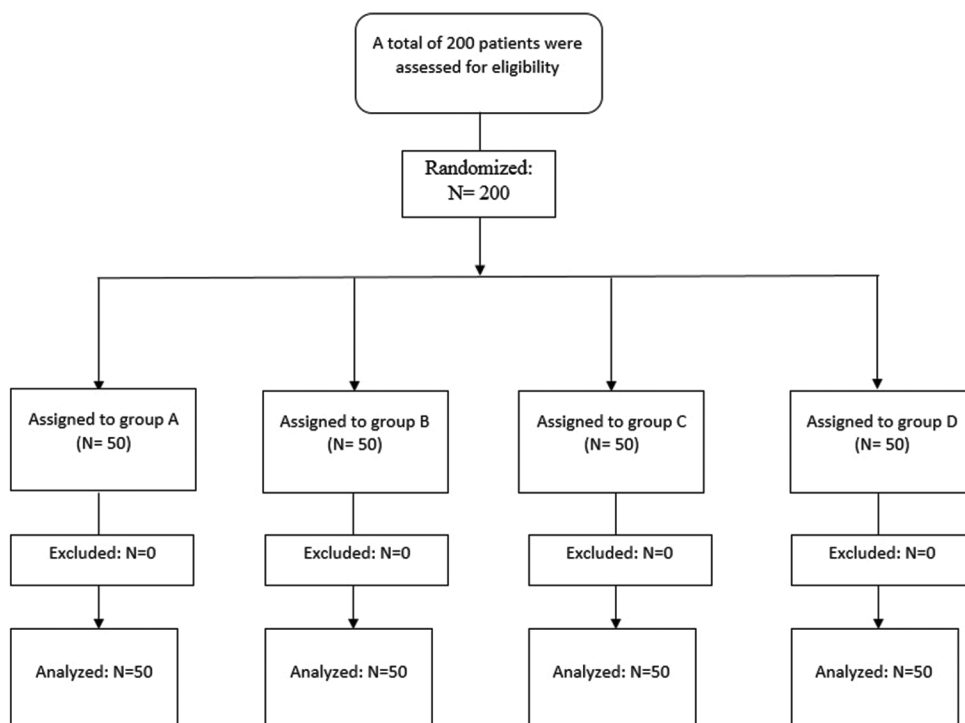 A total of 200 patients were
assessed for eligibility
Randomized:
N= 200
Assigned to group A
(N= 50)
Assigned to group B
(N= 50)
Assigned to group C
(N= 50)
Assigned to group D
(N= 50)
Excluded: N=0
Excluded: N=0
Excluded: N=0
Excluded: N=0
Analyzed: N=50
Analyzed: N=50
Analyzed: N=50
Analyzed: N=50